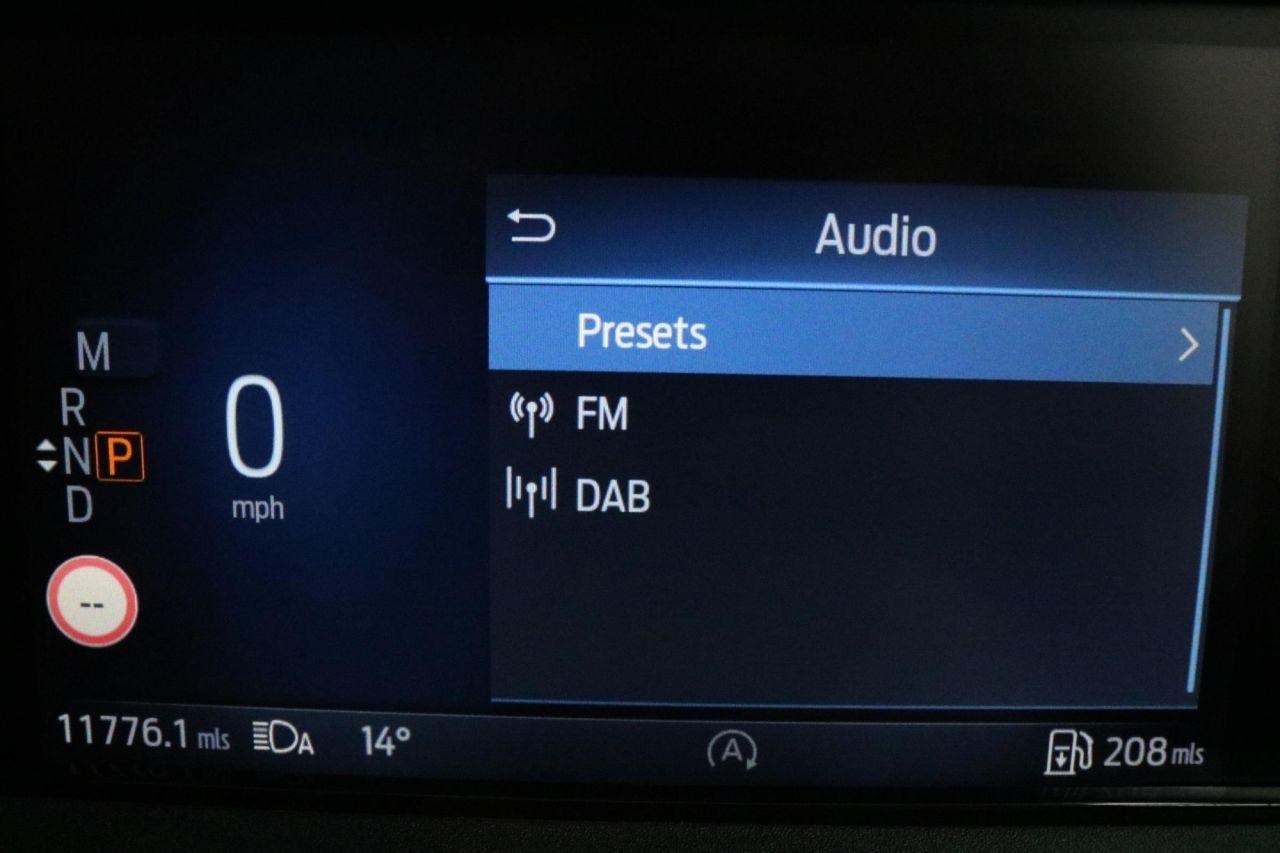 Audio
Presets
FM
DAB
M
R
N P
D
0
mph
--
11776.1 mls
A
14°
A
208 mls